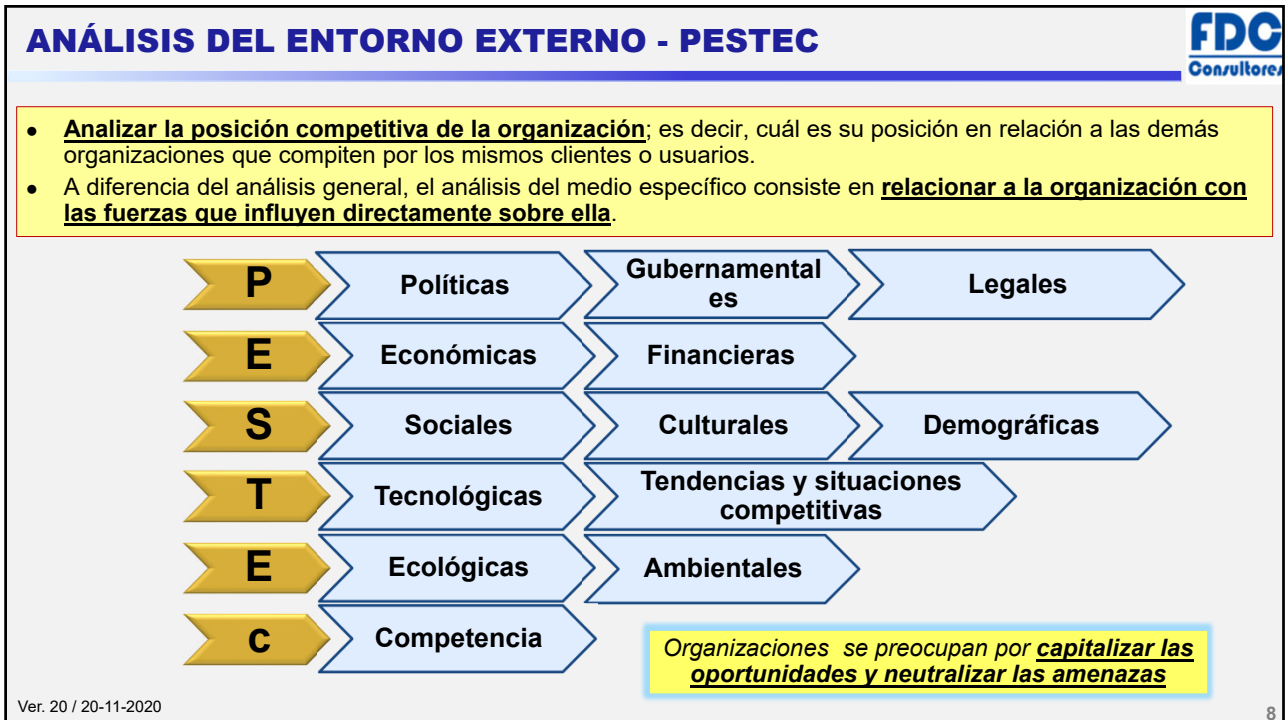 ANÁLISIS DEL ENTORNO EXTERNO - PESTEC
FDC
Consultores
● Analizar la posición competitiva de la organización; es decir, cuál es su posición en relación a las demás
organizaciones que compiten por los mismos clientes o usuarios.
● A diferencia del análisis general, el análisis del medio específico consiste en relacionar a la organización con
las fuerzas que influyen directamente sobre ella.
P Políticas Gubernamental Legales
es
E Económicas Financieras
S Sociales Culturales Demográficas
T Tecnológicas Tendencias y situaciones
competitivas
E Ecológicas Ambientales
c Competencia
Organizaciones se preocupan por capitalizar las
oportunidades y neutralizar las amenazas
Ver. 20 / 20-11-2020
8